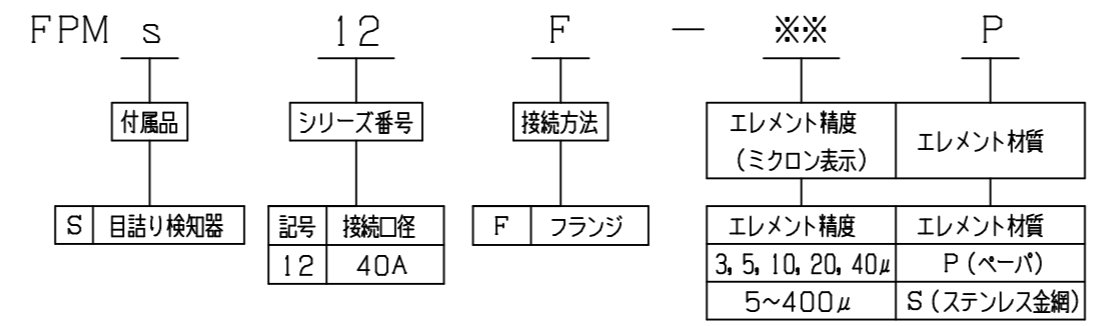 FPM s 12 F - ※※ P
付属品 シリーズ番号 接続方法 エレメント精度 エレメント材質
(ミクロン表示)
S 目詰り検知器 記号 接続口径 F フランジ エレメント精度 エレメント材質
12 40A 3, 5, 10, 20, 40μ P (ペーパ)
5~400μ S (ステンレス金網)